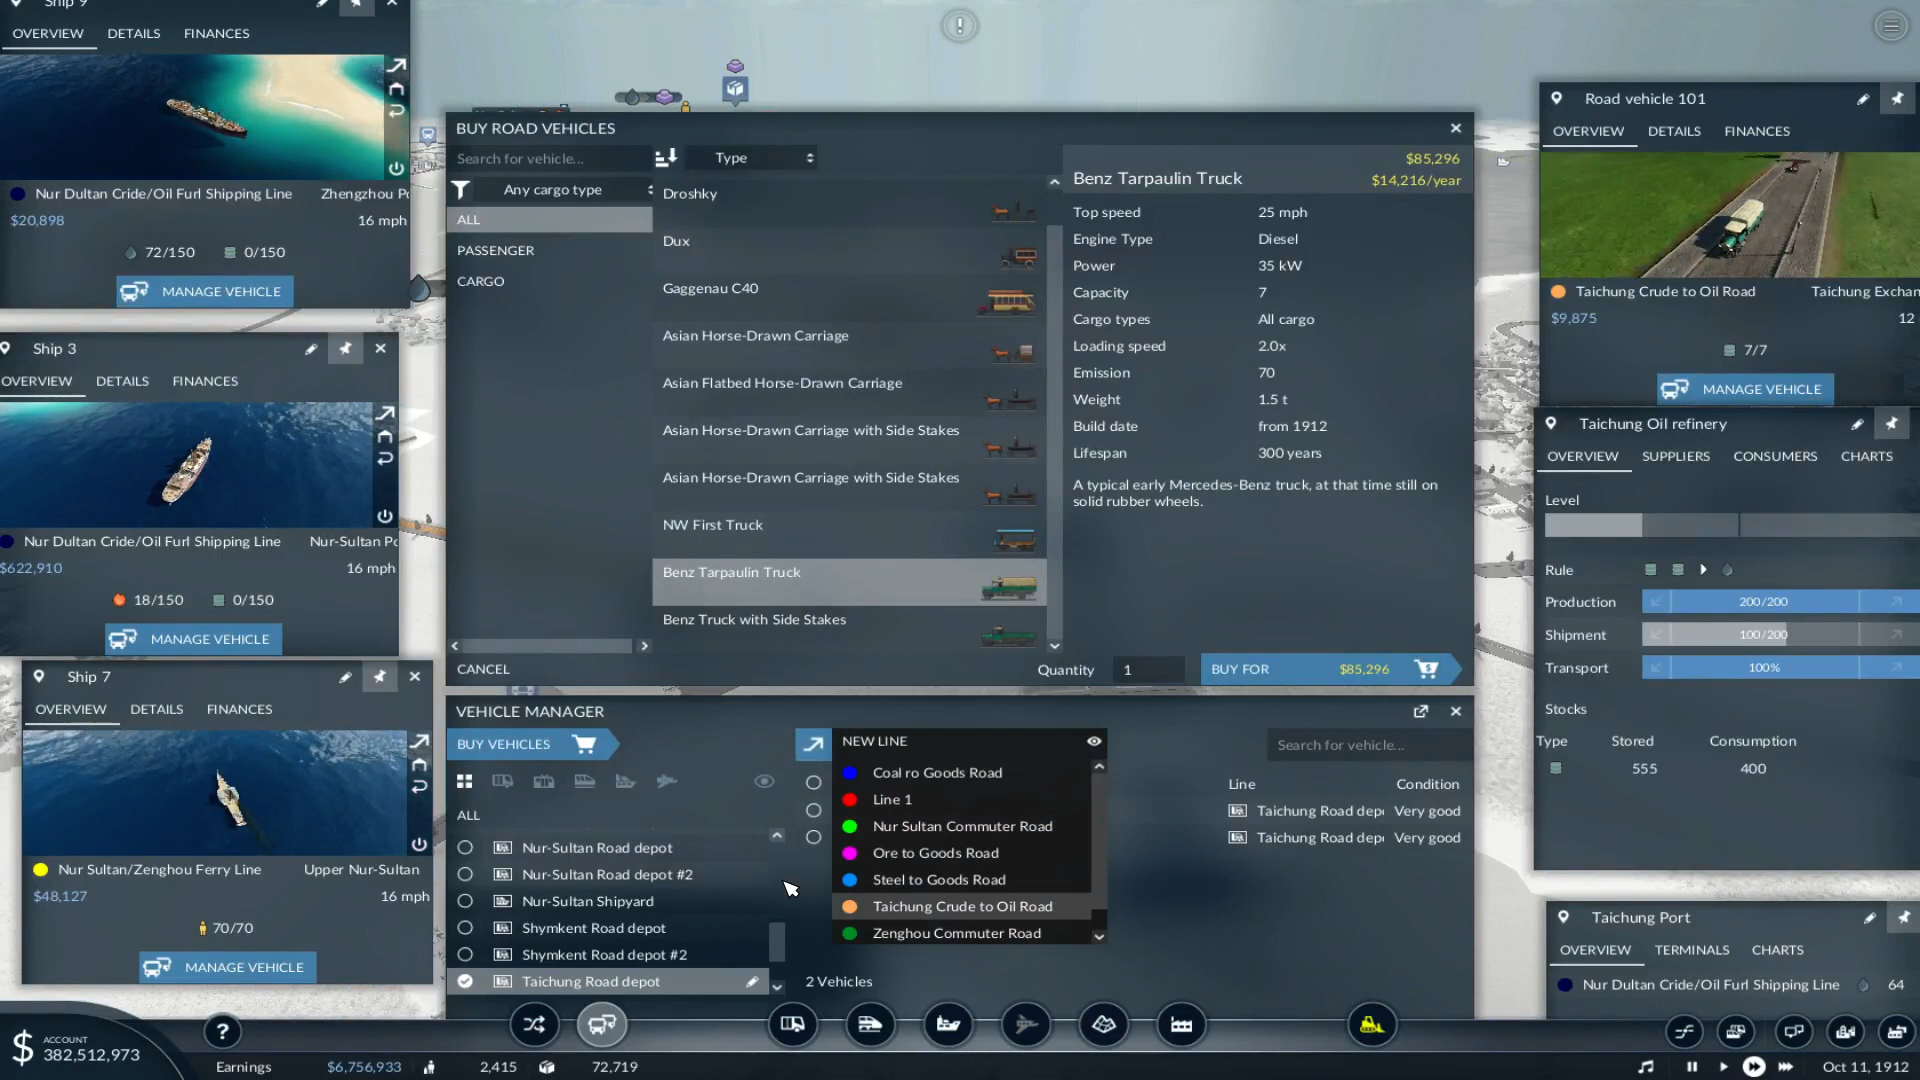 Ship 9
OVERVIEW DETAILS FINANCES
Nur Dultan Cride/Oil Furl Shipping Line Zhengzhou Po
$20,898 16 mph
72/150 0/150
MANAGE VEHICLE
Ship 3
OVERVIEW DETAILS FINANCES
Nur Dultan Cride/Oil Furl Shipping Line Nur-Sultan Po
$622,910 16 mph
18/150 0/150
MANAGE VEHICLE
Ship 7
OVERVIEW DETAILS FINANCES
Nur Sultan/Zenghou Ferry Line Upper Nur-Sultan
$48,127 16 mph
70/70
MANAGE VEHICLE
BUY ROAD VEHICLES
Search for vehicle... Type
Any cargo type
ALL
PASSENGER
CARGO
Droshky
Dux
Gaggenau C40
Asian Horse-Drawn Carriage
Asian Flatbed Horse-Drawn Carriage
Asian Horse-Drawn Carriage with Side Stakes
Asian Horse-Drawn Carriage with Side Stakes
NW First Truck
Benz Tarpaulin Truck
Benz Truck with Side Stakes
$85,296
Benz Tarpaulin Truck $14,216/year
Top speed 25 mph
Engine Type Diesel
Power 35 kW
Capacity 7
Cargo types All cargo
Loading speed 2.0x
Emission 70
Weight 1.5 t
Build date from 1912
Lifespan 300 years
A typical early Mercedes-Benz truck, at that time still on
solid rubber wheels.
CANCEL Quantity 1 BUY FOR $85,296
VEHICLE MANAGER
BUY VEHICLES
ALL
Nur-Sultan Road depot
Nur-Sultan Road depot #2
Nur-Sultan Shipyard
Shymkent Road depot
Shymkent Road depot #2
Taichung Road depot
NEW LINE
Coal ro Goods Road
Line 1
Nur Sultan Commuter Road
Ore to Goods Road
Steel to Goods Road
Taichung Crude to Oil Road
Zenghou Commuter Road
2 Vehicles
Search for vehicle...
Line Condition
Taichung Road depo Very good
Taichung Road depo Very good
Road vehicle 101
OVERVIEW DETAILS FINANCES
Taichung Crude to Oil Road Taichung Exchan
$9,875 12
7/7
MANAGE VEHICLE
Taichung Oil refinery
OVERVIEW SUPPLIERS CONSUMERS CHARTS
Level
Rule
Production 200/200
Shipment 100/200
Transport 100%
Stocks
Type Stored Consumption
555 400
Taichung Port
OVERVIEW TERMINALS CHARTS
Nur Dultan Cride/Oil Furl Shipping Line 64
$ ACCOUNT
382,512,973
?
Earnings $6,756,933 2,415 72,719
Oct 11, 1912